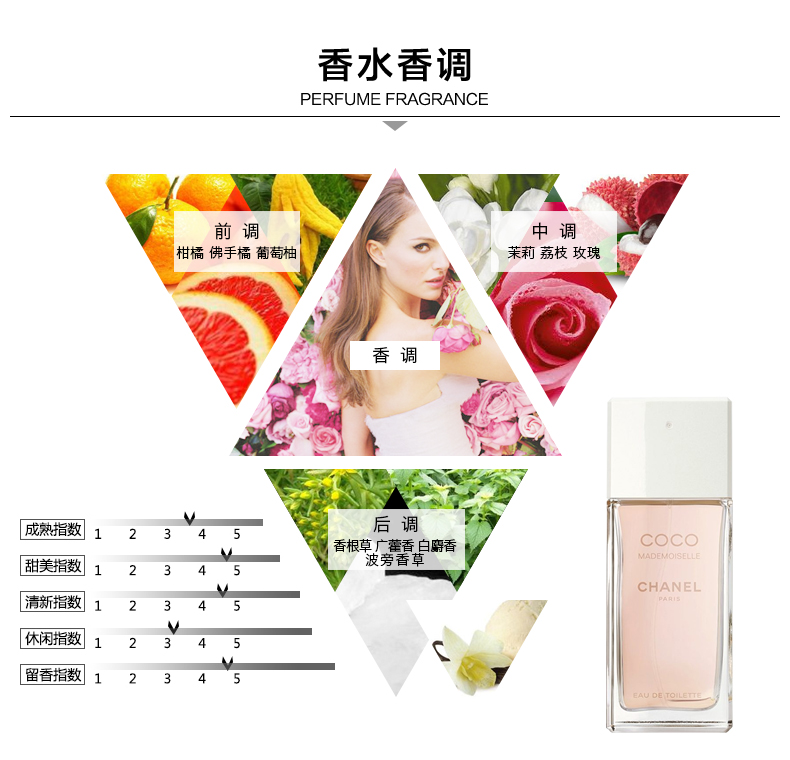 香水香调
PERFUME FRAGRANCE
前 调
柑橘 佛手橘 葡萄柚
中 调
茉莉 荔枝 玫瑰
香 调
后 调
香根草 广藿香 白麝香
波旁香草
成熟指数
1 2 3 4 5
甜美指数
1 2 3 4 5
清新指数
1 2 3 4 5
休闲指数
1 2 3 4 5
留香指数
1 2 3 4 5
COCO
MADEMOISELLE
CHANEL
PARIS
EAU DE TOILETTE